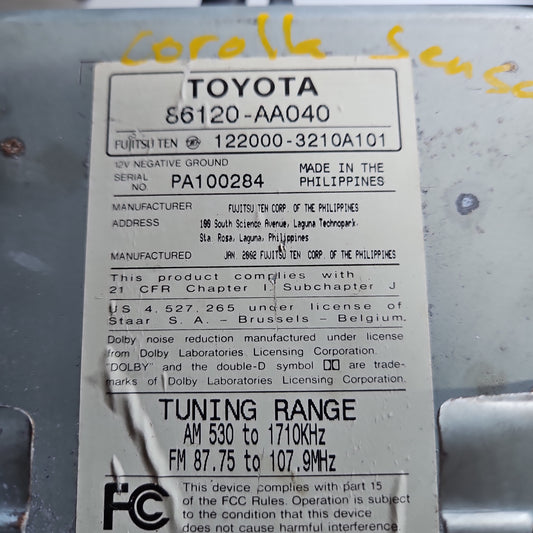 corolla sense
TOYOTA
86120-AA040
FUJITSU TEN 122000-3210A101
12V NEGATIVE GROUND
SERIAL NO. PA100284
MADE IN THE PHILIPPINES
MANUFACTURER FUJITSU TEN CORP. OF THE PHILIPPINES
ADDRESS 109 South Science Avenue, Laguna Technopark,
Sta. Rosa, Laguna, Philippines
MANUFACTURED JAN. 2002 FUJITSU TEN CORP. OF THE PHILIPPINES
This product complies with
21 CFR Chapter I Subchapter J
US 4,527,265 under license of
Staar S. A. – Brussels – Belgium.
Dolby noise reduction manufactured under license
from Dolby Laboratories Licensing Corporation.
"DOLBY" and the double-D symbol are trade-
marks of Dolby Laboratories Licensing Corporation.
TUNING RANGE
AM 530 to 1710KHz
FM 87.75 to 107.9MHz
FC
This device complies with part 15
of the FCC Rules. Operation is subject
to the condition that this device
does not cause harmful interference.